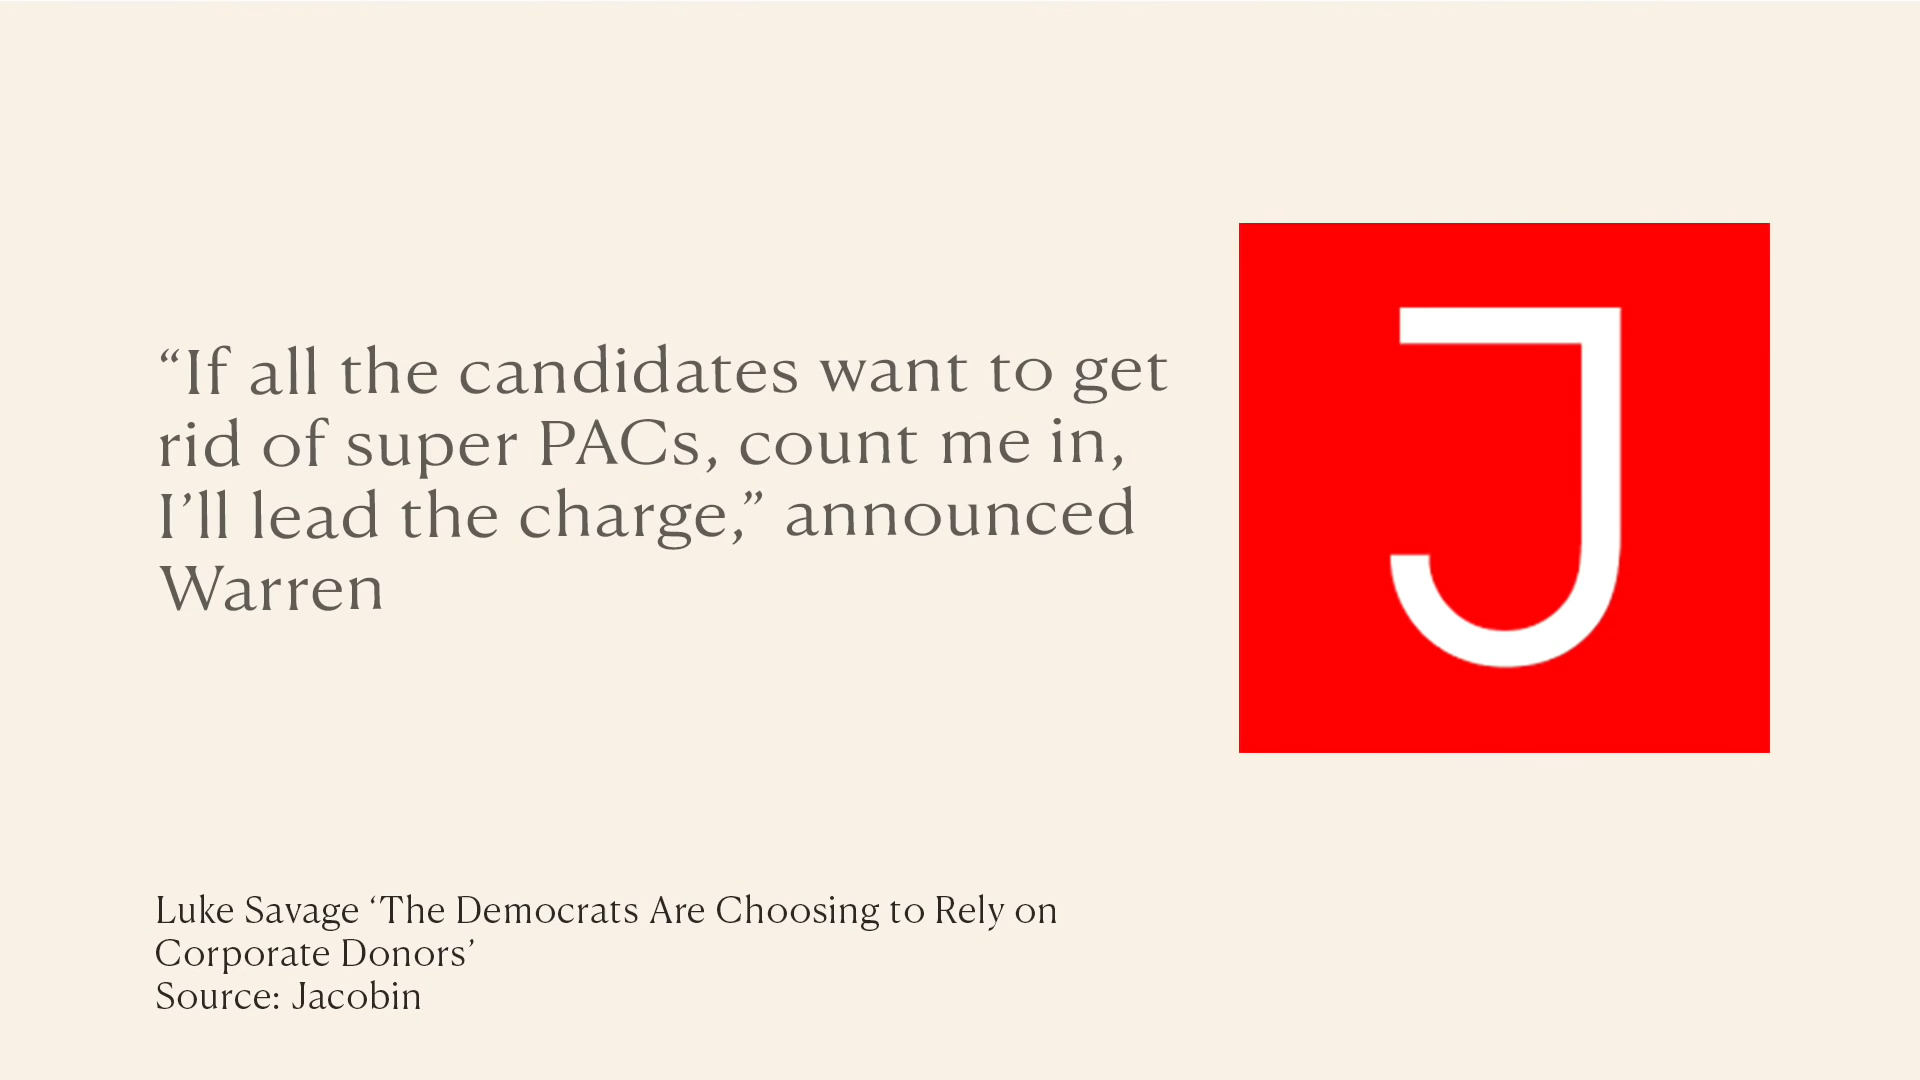 “If all the candidates want to get
rid of super PACs, count me in,
I’ll lead the charge,” announced
Warren
J
Luke Savage ‘The Democrats Are Choosing to Rely on
Corporate Donors’
Source: Jacobin